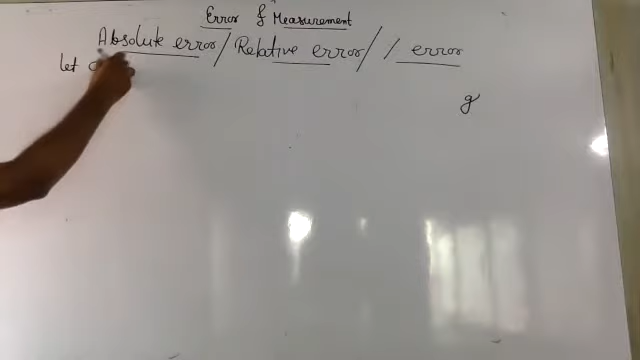 Error & Measurement
Absolute error / Relative error / / error
let
g